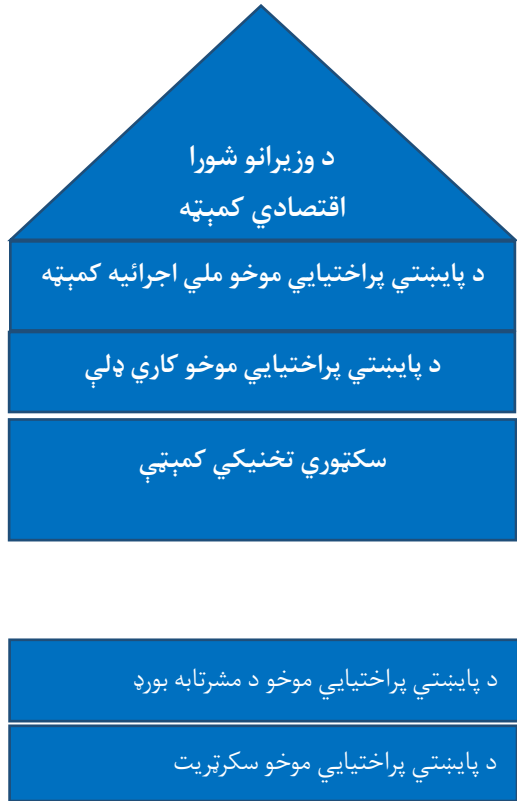 د وزیرانو شورا
اقتصادي کمېټه
د پایښتي پراختیایي موخو ملي اجرائیه کمېټه
د پایښتي پراختیایي موخو کاري ډلې
سکټوري تخنیکي کمېټې
د پایښتي پراختیایي موخو د مشرتابه بورډ
د پایښتي پراختیایي موخو سکرټریت